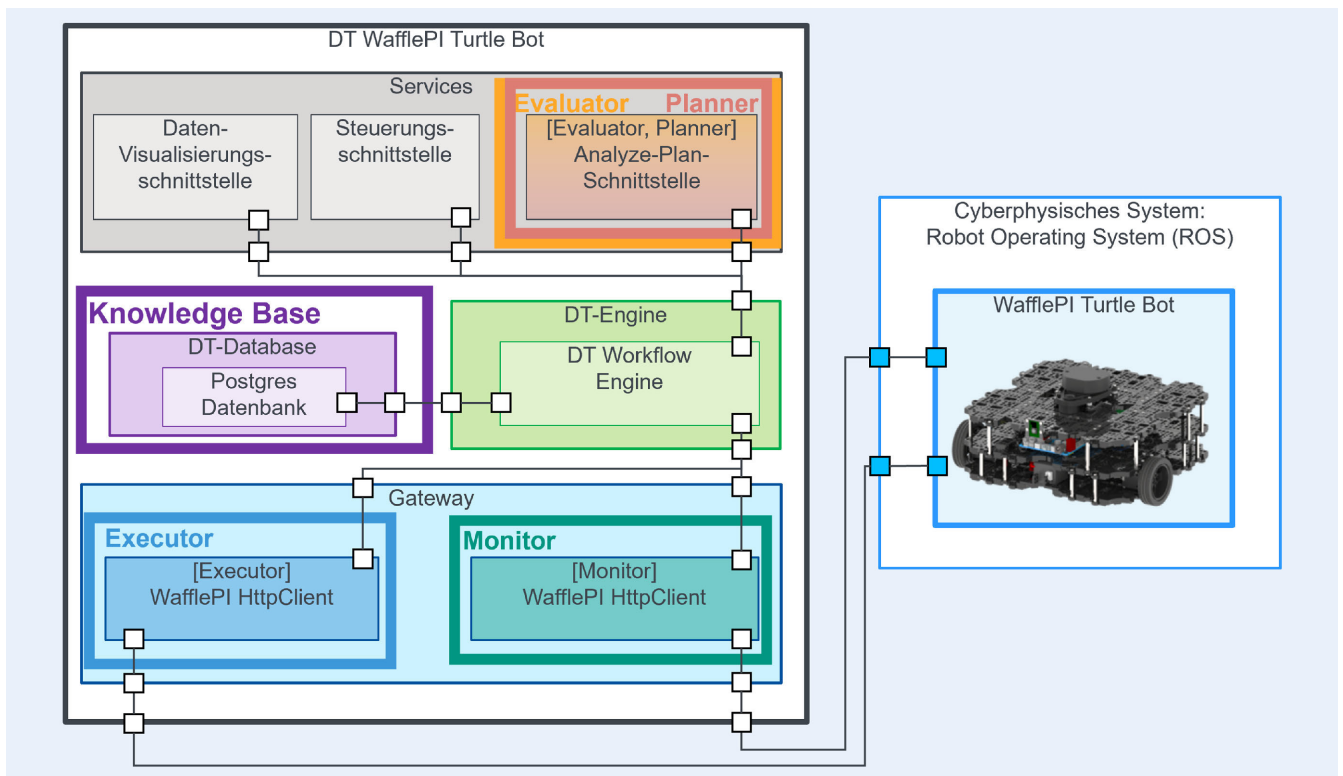 DT WafflePI Turtle Bot
Services
Evaluator
Planner
Daten-
Visualisierungs-
schnittstelle
Steuerungs-
schnittstelle
[Evaluator, Planner]
Analyze-Plan-
Schnittstelle
Knowledge Base
DT-Database
Postgres
Datenbank
DT-Engine
DT Workflow
Engine
Gateway
Executor
[Executor]
WafflePI HttpClient
Monitor
[Monitor]
WafflePI HttpClient
Cyberphysisches System:
Robot Operating System (ROS)
WafflePI Turtle Bot